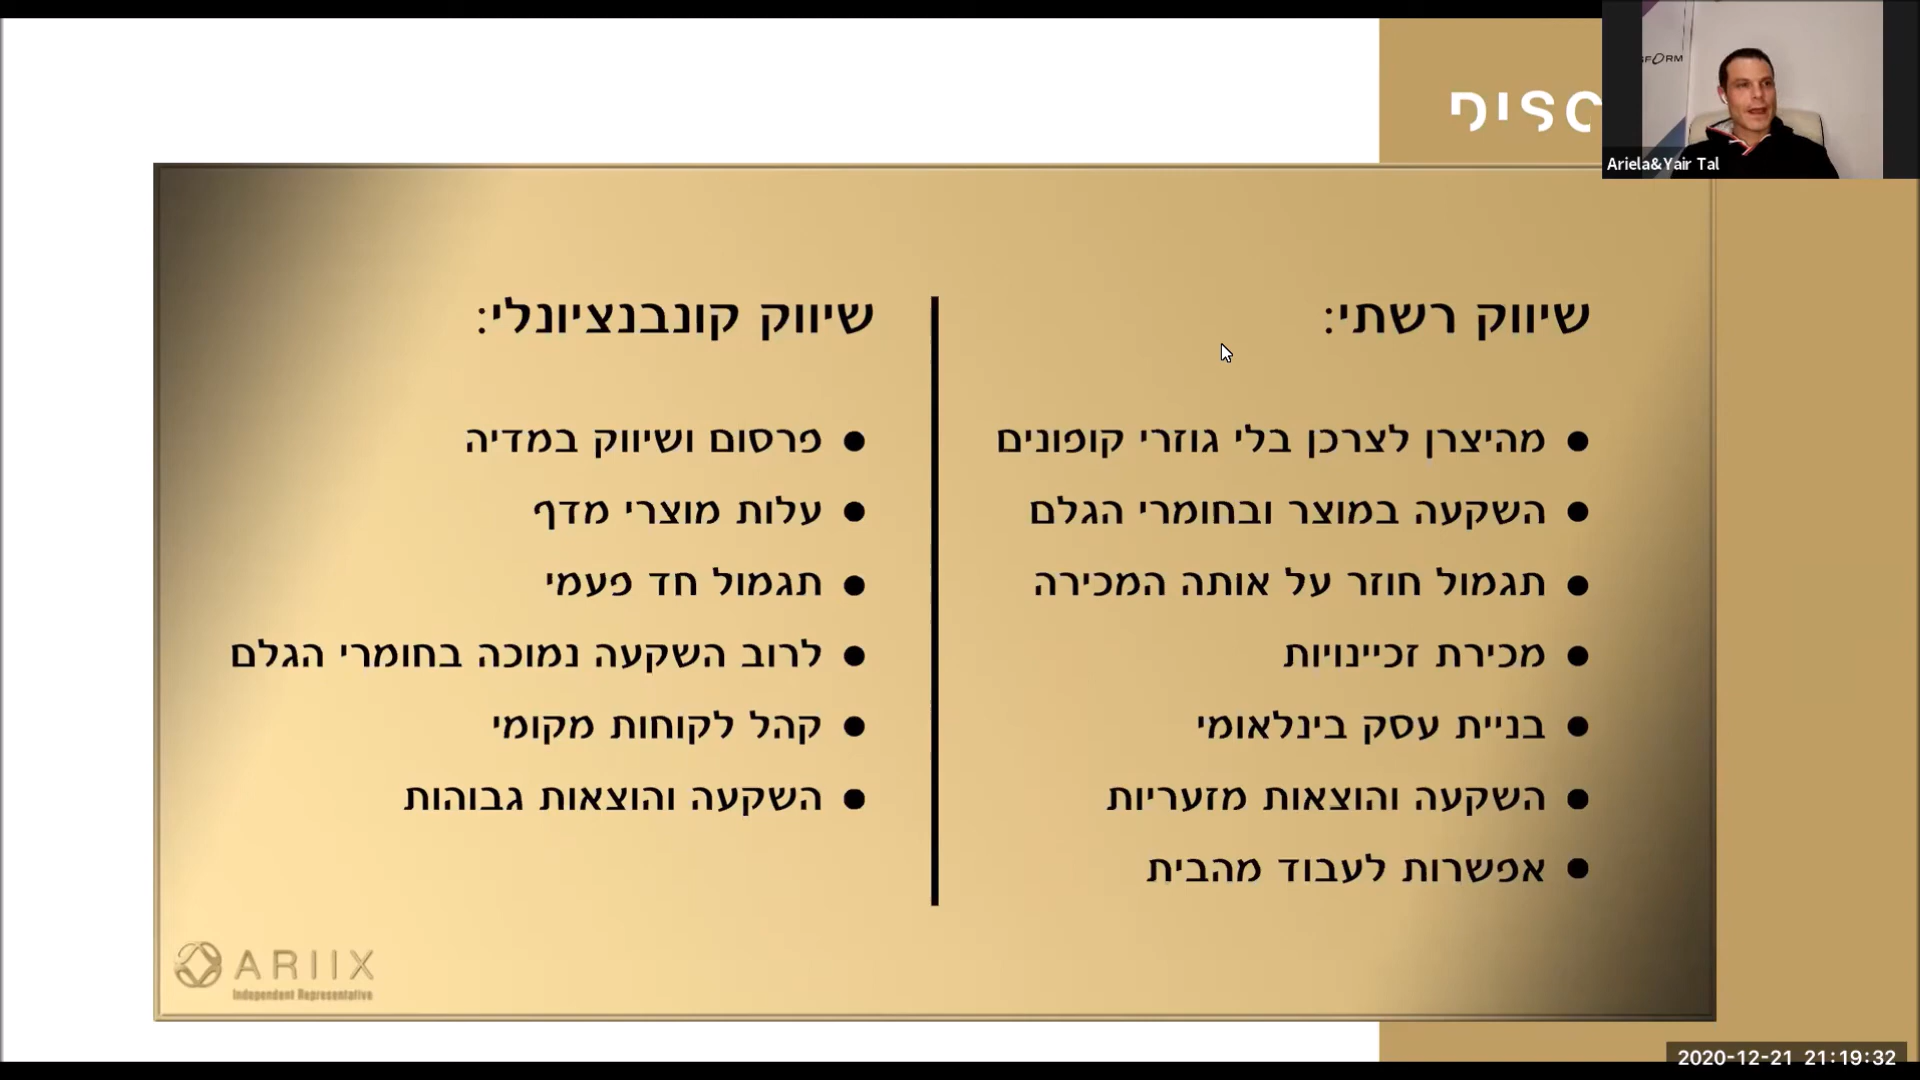 SFORM
DISC
Ariela&Yair Tal
שיווק רשתי:
● מהיצרן לצרכן בלי גוזרי קופונים
● השקעה במוצר ובחומרי הגלם
● תגמול חוזר על אותה המכירה
● מכירת זכיינויות
● בניית עסק בינלאומי
● השקעה והוצאות מזעריות
● אפשרות לעבוד מהבית
שיווק קונבנציונלי:
● פרסום ושיווק במדיה
● עלות מוצרי מדף
● תגמול חד פעמי
● לרוב השקעה נמוכה בחומרי הגלם
● קהל לקוחות מקומי
● השקעה והוצאות גבוהות
ARIIX
Independent Representative
2020-12-21 21:19:32